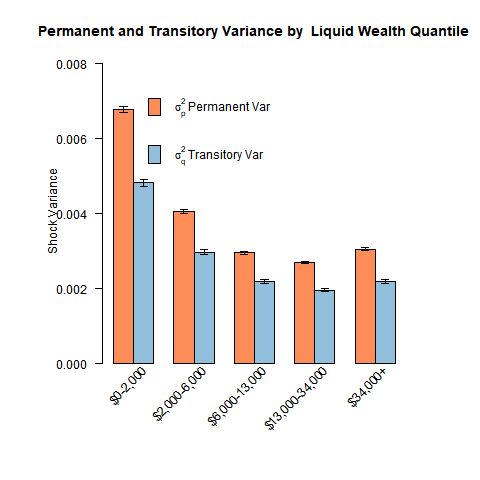 Permanent and Transitory Variance by  Liquid Wealth Quantile
0.008
0.006
0.004
0.002
0.000
Shock Variance
σ²ₚ Permanent Var
σ²q Transitory Var
$0-2,000
$2,000-6,000
$6,000-13,000
$13,000-34,000
$34,000+